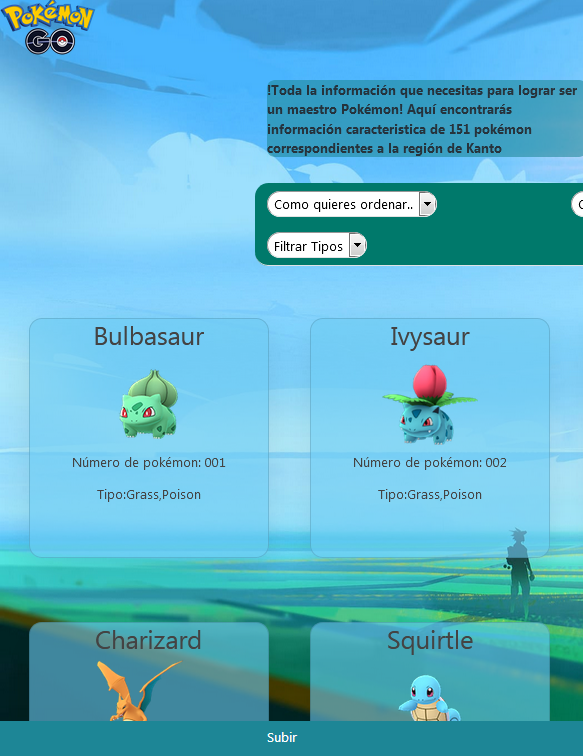 POKÉMON
GO
!Toda la información que necesitas para lograr ser
un maestro Pokémon! Aquí encontrarás
información caracteristica de 151 pokémon
correspondientes a la región de Kanto
Como quieres ordenar..
Filtrar Tipos
Bulbasaur
Ivysaur
Número de pokémon: 001
Número de pokémon: 002
Tipo:Grass,Poison
Tipo:Grass,Poison
Charizard
Squirtle
Subir